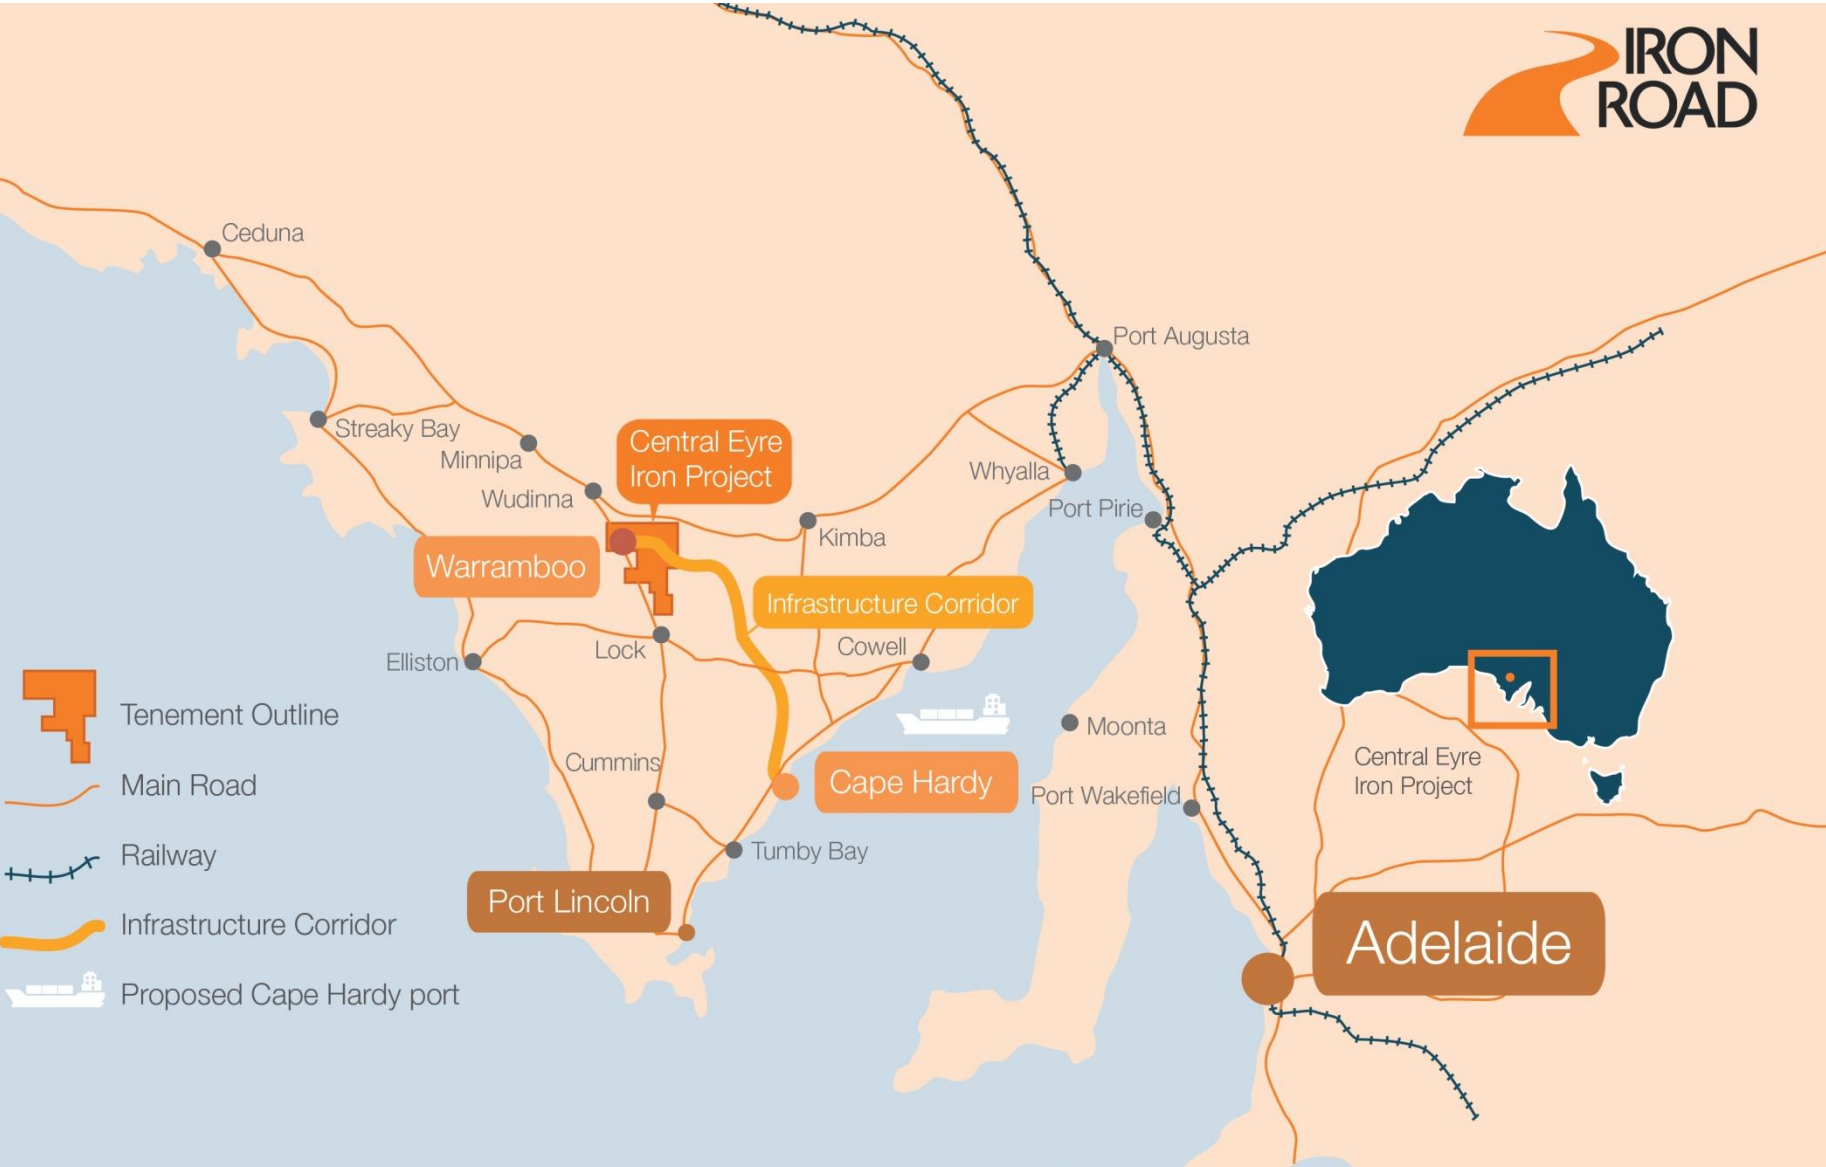 IRON
ROAD
Ceduna
Port Augusta
Streaky Bay
Minnipa
Central Eyre
Iron Project
Wudinna
Whyalla
Port Pirie
Kimba
Warramboo
Infrastructure Corridor
Lock
Cowell
Elliston
Tenement Outline
Moonta
Central Eyre
Iron Project
Cummins
Cape Hardy
Port Wakefield
Main Road
Tumby Bay
Railway
Port Lincoln
Infrastructure Corridor
Adelaide
Proposed Cape Hardy port